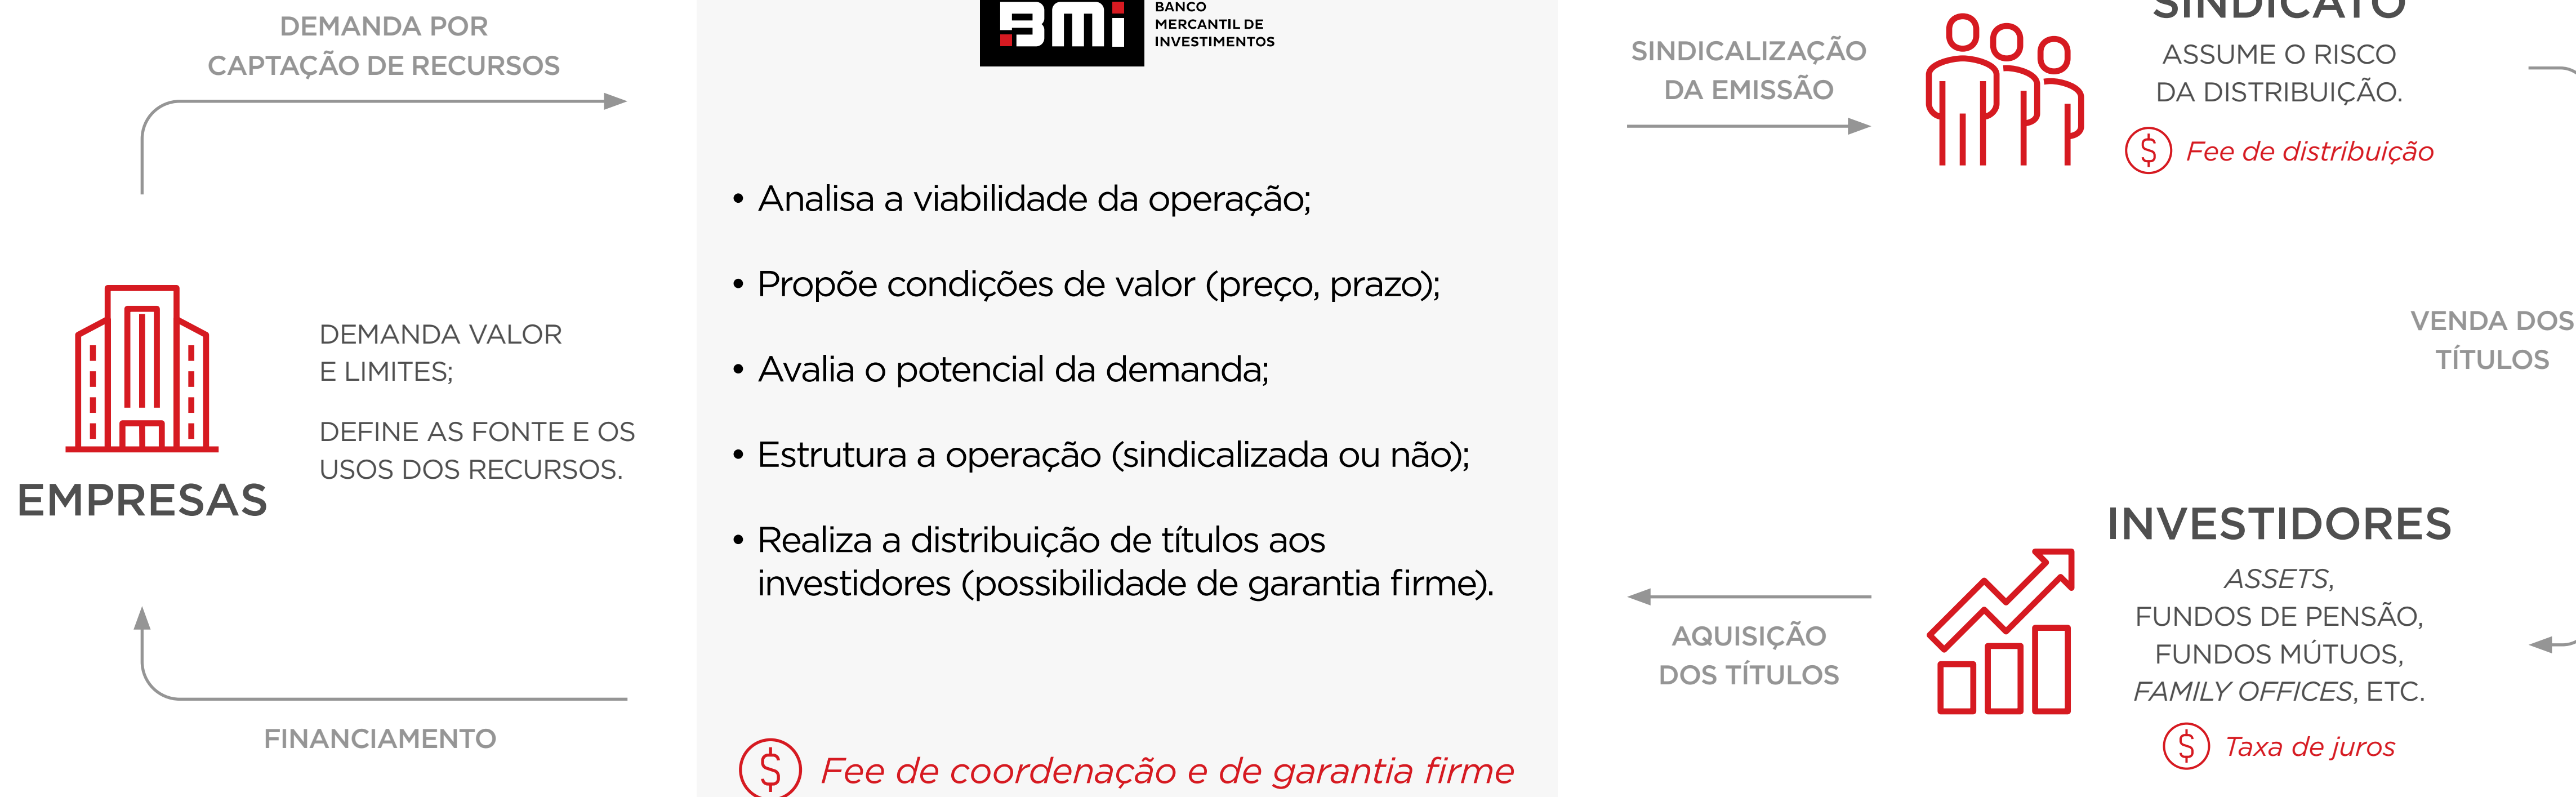 DEMANDA POR
CAPTAÇÃO DE RECURSOS
DEMANDA VALOR
E LIMITES;
DEFINE AS FONTE E OS
USOS DOS RECURSOS.
EMPRESAS
FINANCIAMENTO
BMi
BANCO
MERCANTIL DE
INVESTIMENTOS
• Analisa a viabilidade da operação;
• Propõe condições de valor (preço, prazo);
• Avalia o potencial da demanda;
• Estrutura a operação (sindicalizada ou não);
• Realiza a distribuição de títulos aos
investidores (possibilidade de garantia firme).
$ Fee de coordenação e de garantia firme
SINDICALIZAÇÃO
DA EMISSÃO
SINDICATO
ASSUME O RISCO
DA DISTRIBUIÇÃO.
$ Fee de distribuição
VENDA DOS
TÍTULOS
AQUISIÇÃO
DOS TÍTULOS
INVESTIDORES
ASSETS,
FUNDOS DE PENSÃO,
FUNDOS MÚTUOS,
FAMILY OFFICES, ETC.
$ Taxa de juros